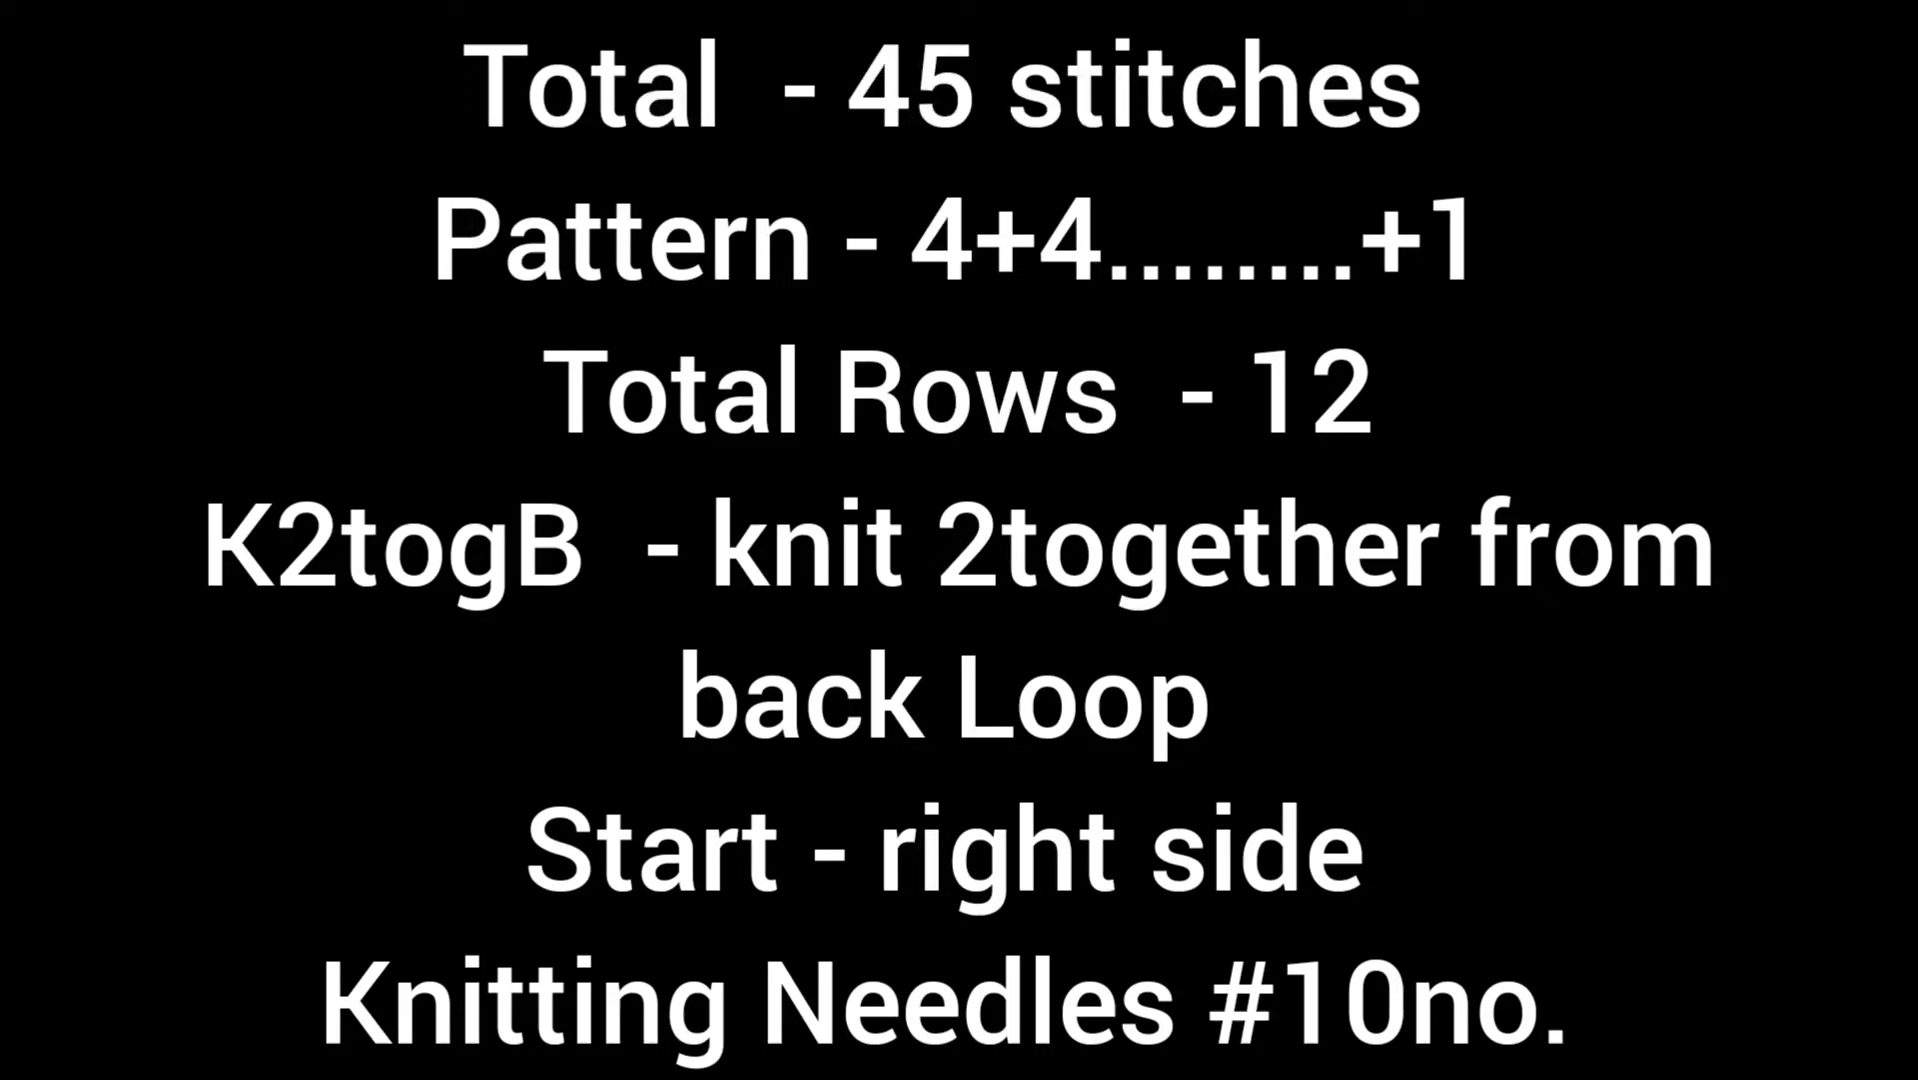 Total - 45 stitches
Pattern - 4+4........+1
Total Rows - 12
K2togB - knit 2together from
back Loop
Start - right side
Knitting Needles #10no.